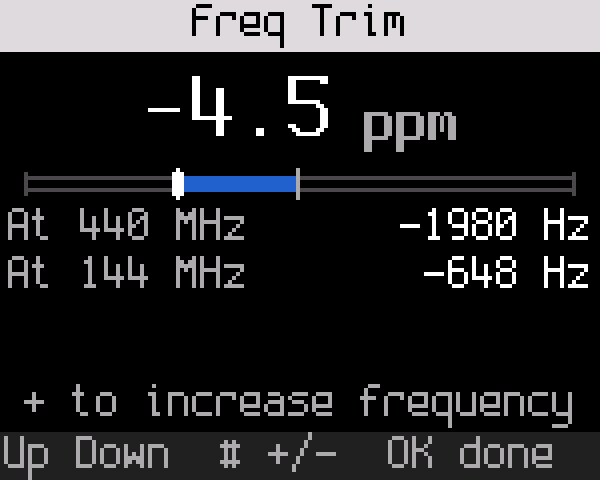 Freq Trim
-4.5 ppm
At 440 MHz -1980 Hz
At 144 MHz -648 Hz
+ to increase frequency
Up Down # +/- OK done